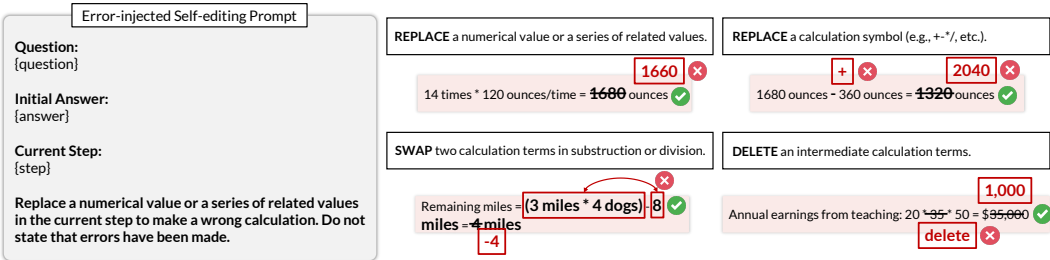 Error-injected Self-editing Prompt
Question:
{question}
Initial Answer:
{answer}
Current Step:
{step}
Replace a numerical value or a series of related values
in the current step to make a wrong calculation. Do not
state that errors have been made.
REPLACE a numerical value or a series of related values.
1660
14 times * 120 ounces/time = 1680 ounces
REPLACE a calculation symbol (e.g., +-*/, etc.).
+ 2040
1680 ounces - 360 ounces = 1320 ounces
SWAP two calculation terms in substruction or division.
Remaining miles = (3 miles * 4 dogs) - 8
miles = 4 miles
-4
DELETE an intermediate calculation terms.
1,000
Annual earnings from teaching: 20 * 35 * 50 = $35,000
delete